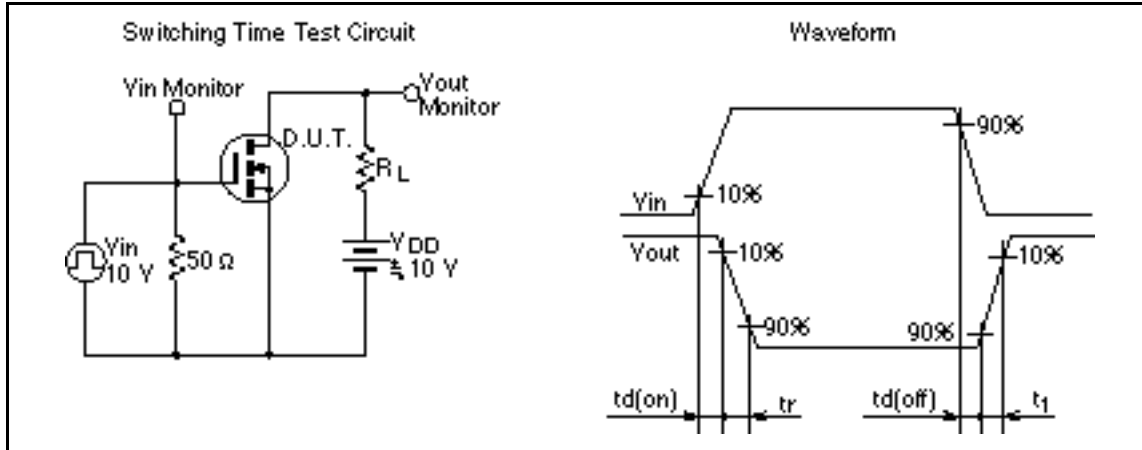 Switching Time Test Circuit
Vin Monitor
Vout
Monitor
D.U.T.
RL
Vin
10 V
50 Ω
VDD
≒ 10 V
Waveform
Vin
Vout
10%
90%
10%
90%
90%
10%
td(on)
tr
td(off)
t1